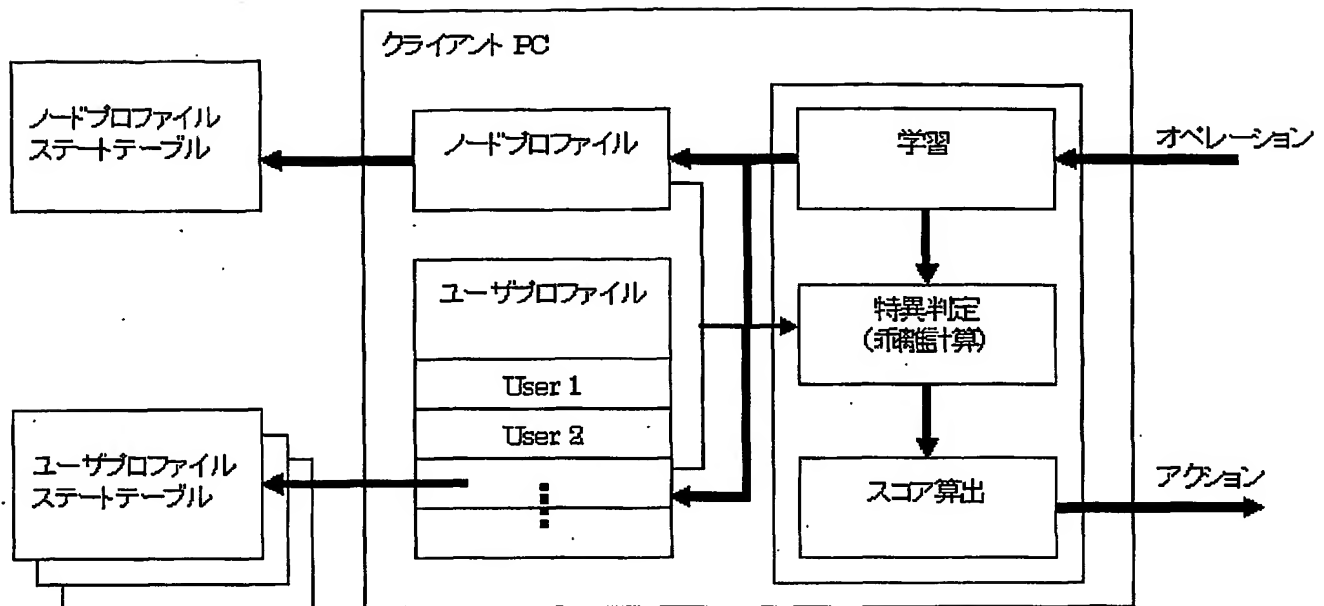 クライアント PC
ノードプロファイル
ステートテーブル
ノードプロファイル
学習
オペレーション
ユーザプロファイル
特異判定
(乖離計算)
User 1
User 2
ユーザプロファイル
ステートテーブル
スコア算出
アクション